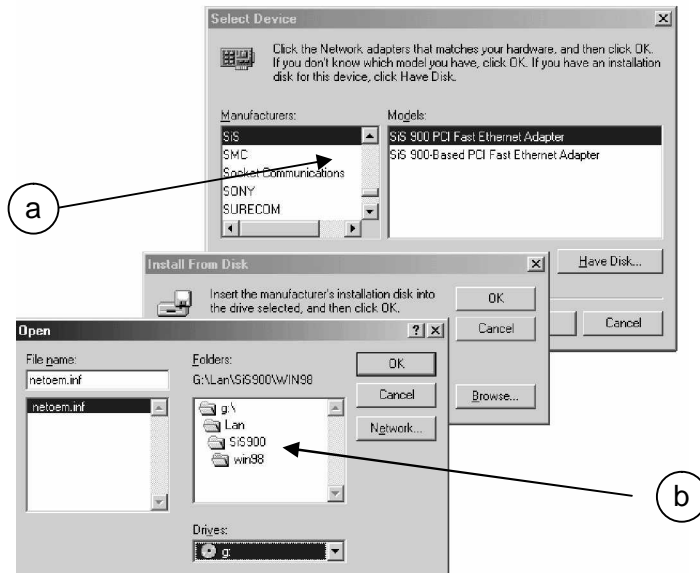 Select Device
Click the Network adapters that matches your hardware, and then click OK.
If you don't know which model you have, click OK. If you have an installation
disk for this device, click Have Disk.
Manufacturers:
SiS
SMC
Socket Communications
SONY
SURECOM
Models:
SiS 900 PCI Fast Ethernet Adapter
SiS 900-Based PCI Fast Ethernet Adapter
a
Have Disk...
Cancel
Install From Disk
Insert the manufacturer's installation disk into
the drive selected, and then click OK.
OK
Cancel
Browse...
Open
File name:
netoem.inf
netoem.inf
Folders:
G:\Lan\SiS900\WIN98
g:\
Lan
SiS900
win98
OK
Cancel
Network...
Drives:
g:
b